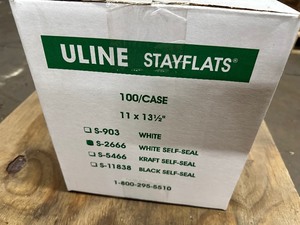 ULINE STAYFLATS®
100/CASE
11 x 13½"
S-903 WHITE
S-2666 WHITE SELF-SEAL
S-5466 KRAFT SELF-SEAL
S-11838 BLACK SELF-SEAL
1-800-295-5510